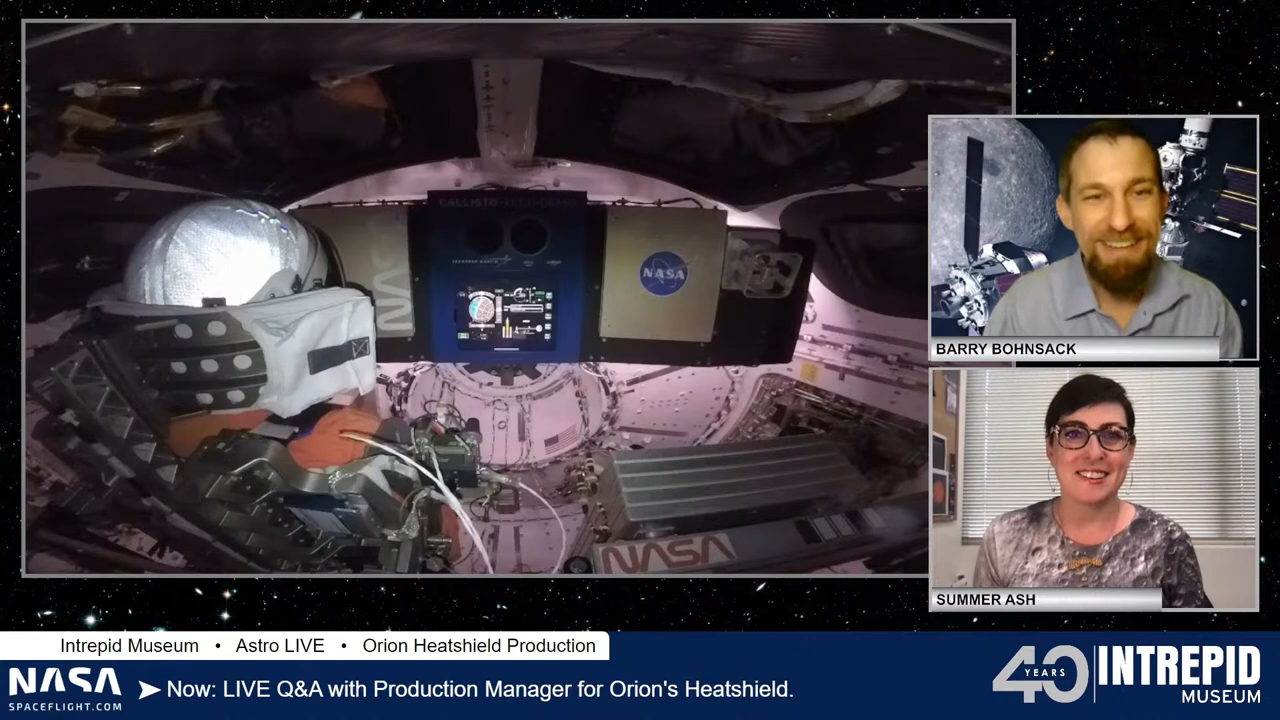 CALLISTO
NASA
NASA
BARRY BOHNSACK
SUMMER ASH
Intrepid Museum • Astro LIVE • Orion Heatshield Production
NASA
SPACEFLIGHT.COM
➤ Now: LIVE Q&A with Production Manager for Orion's Heatshield.
40
YEARS
INTREPID
MUSEUM